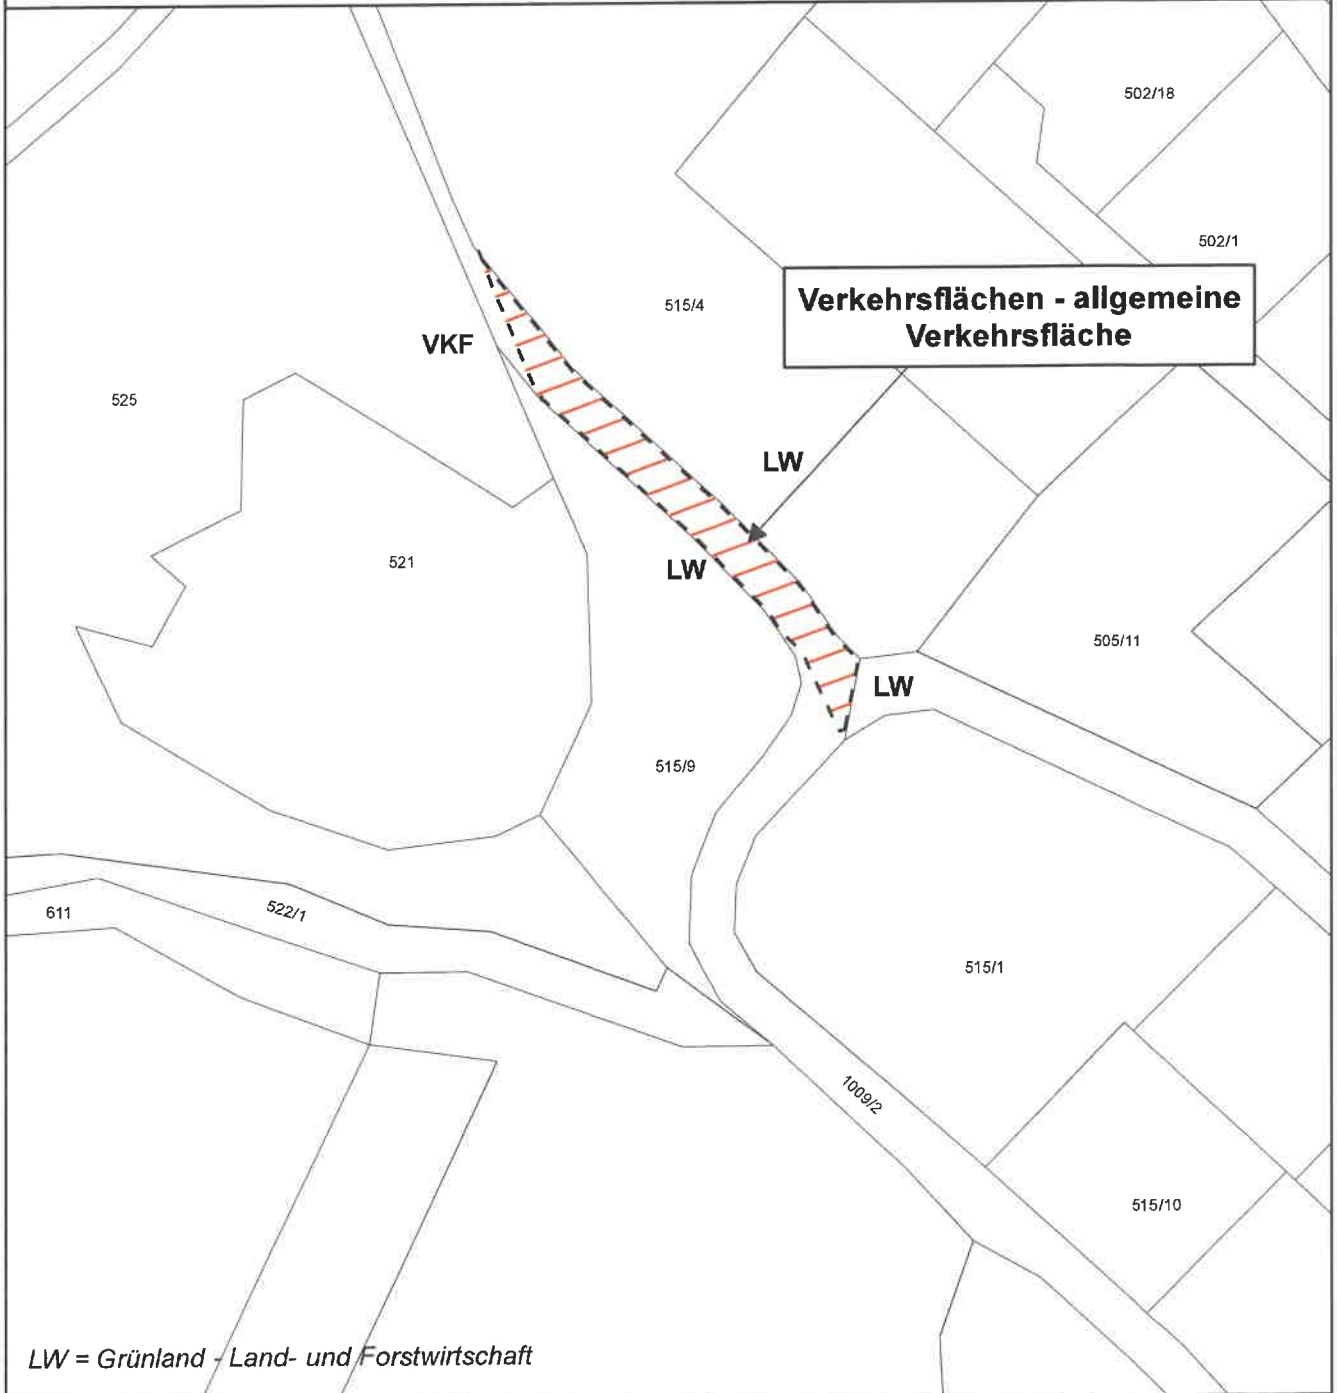 502/18
502/1
515/4
Verkehrsflächen - allgemeine
Verkehrsfläche
VKF
525
LW
521
LW
505/11
LW
515/9
611
522/1
515/1
1009/2
515/10
LW = Grünland - Land- und Forstwirtschaft